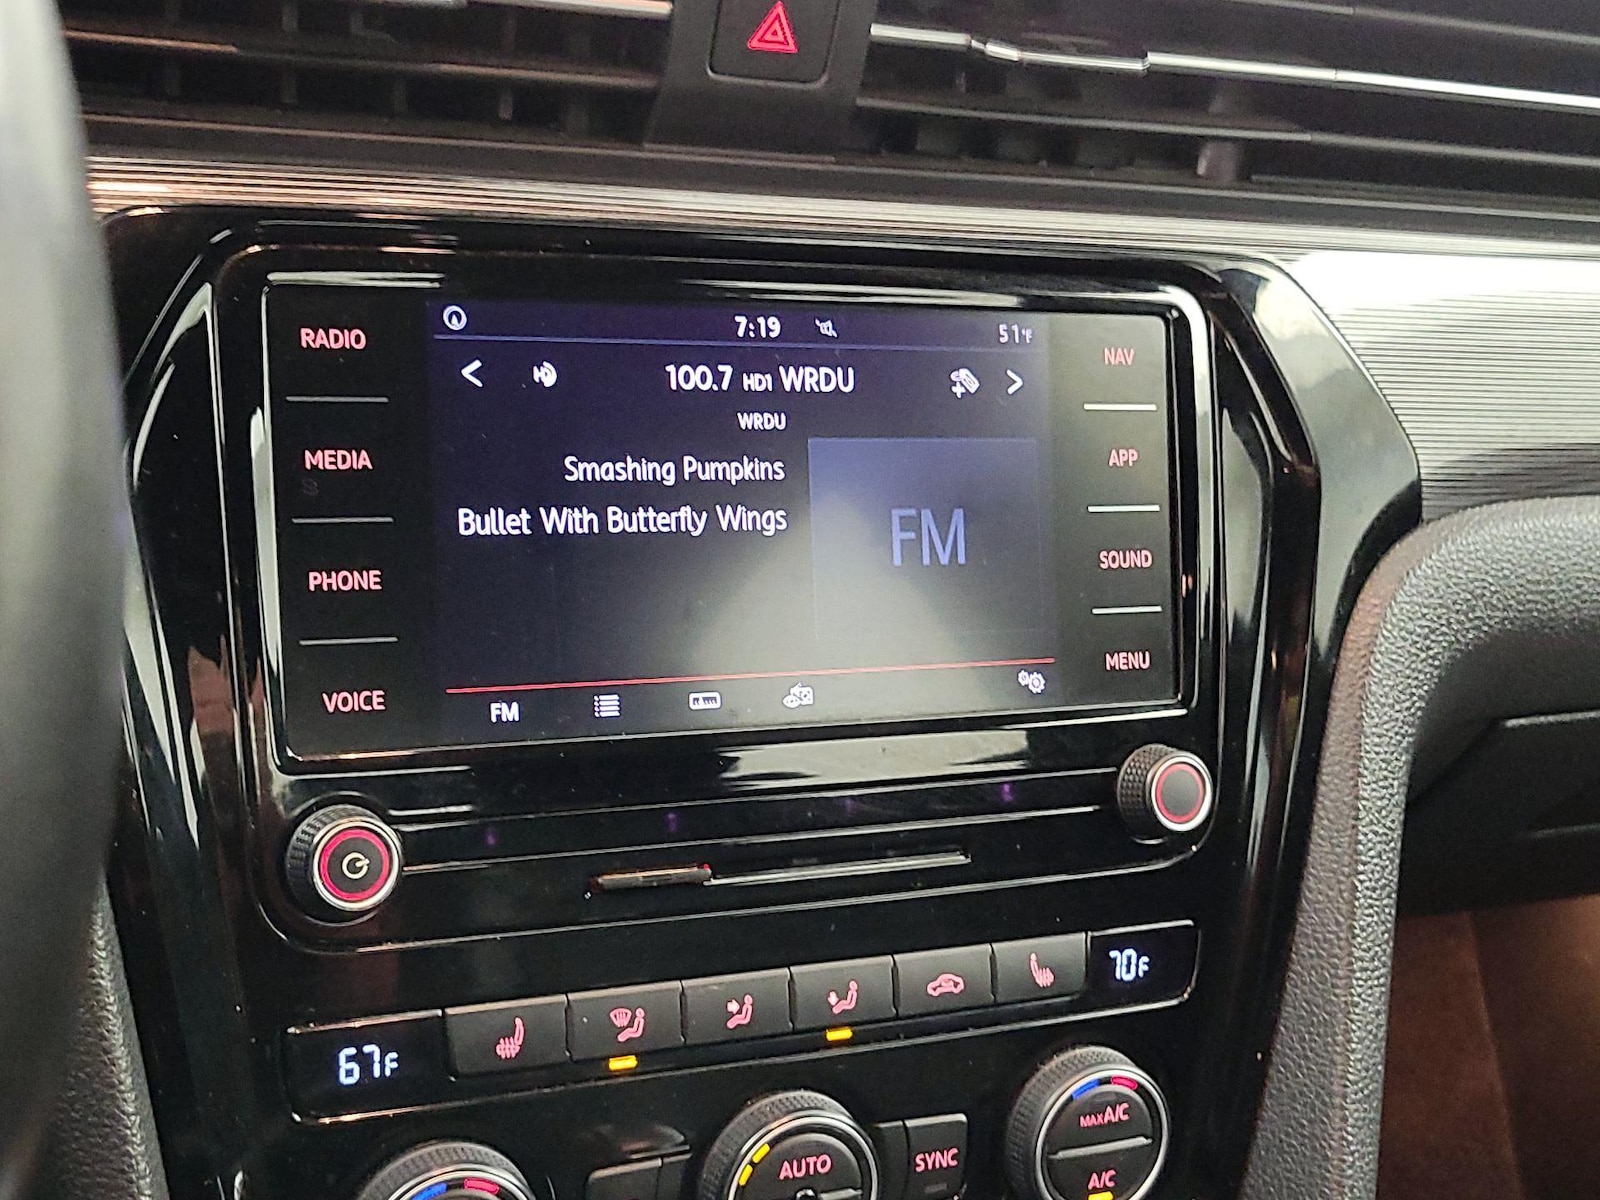 7:19
51°F
RADIO
MEDIA
PHONE
VOICE
100.7 HD1 WRDU
WRDU
Smashing Pumpkins
Bullet With Butterfly Wings
FM
FM
NAV
APP
SOUND
MENU
67F
70F
AUTO
SYNC
MAX A/C
A/C